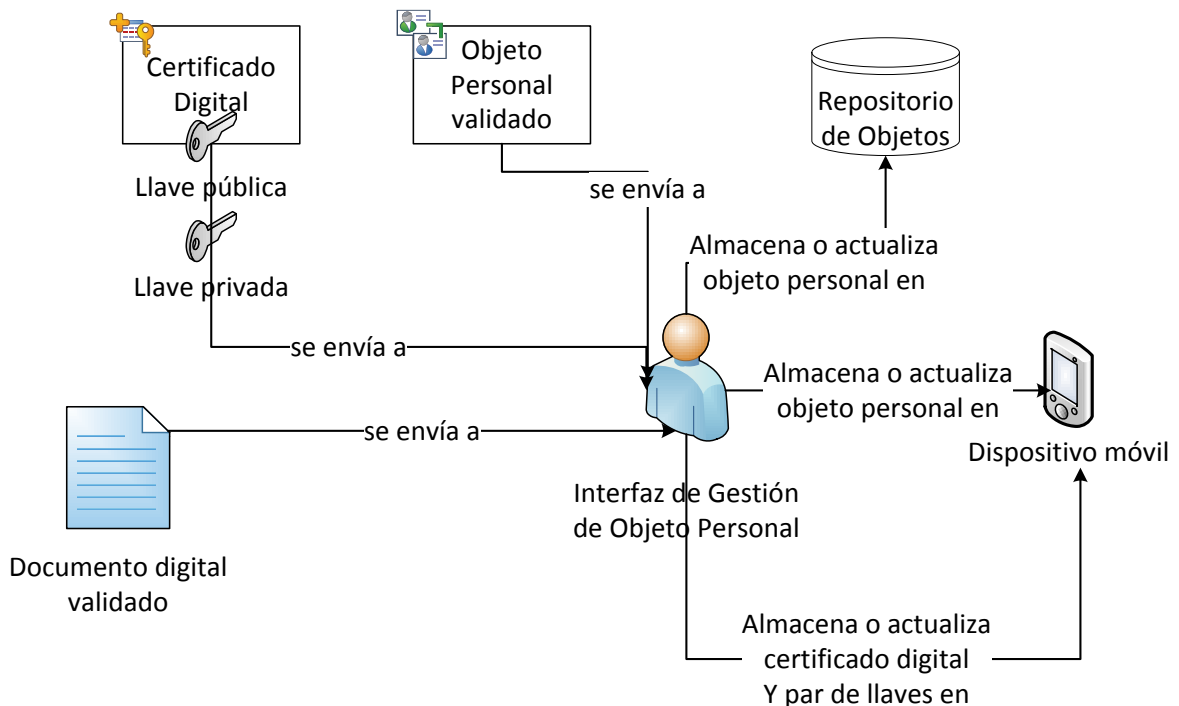 Certificado
Digital
Objeto
Personal
validado
Repositorio
de Objetos
Llave pública
se envía a
Llave privada
Almacena o actualiza
objeto personal en
se envía a
Almacena o actualiza
objeto personal en
se envía a
Dispositivo móvil
Interfaz de Gestión
de Objeto Personal
Documento digital
validado
Almacena o actualiza
certificado digital
Y par de llaves en